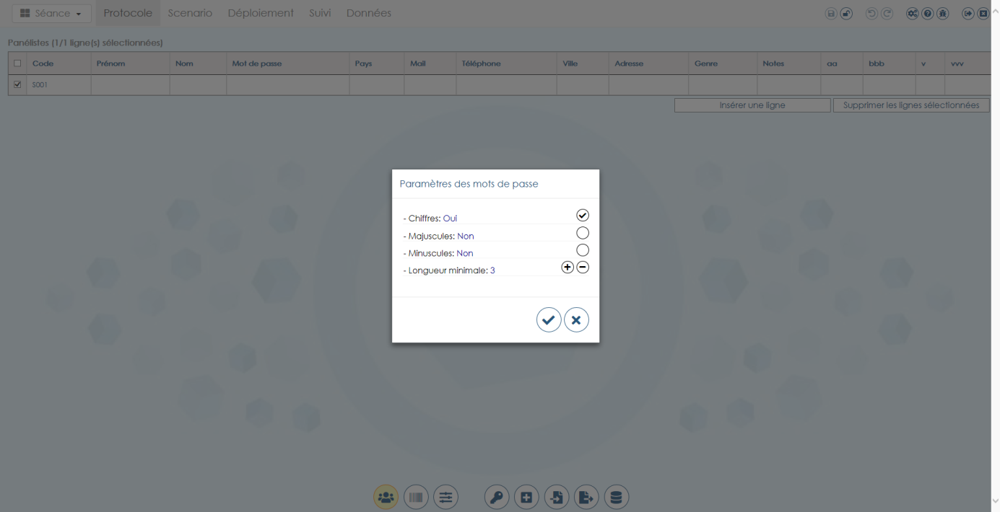 Séance Protocole Scenario Déploiement Suivi Données
Panélistes (1/1 ligne(s) sélectionnées)
Code Prénom Nom Mot de passe Pays Mail Téléphone Ville Adresse Genre Notes aa bbb v vvv
S001
Insérer une ligne Supprimer les lignes sélectionnées
Paramètres des mots de passe
- Chiffres: Oui
- Majuscules: Non
- Minuscules: Non
- Longueur minimale: 3